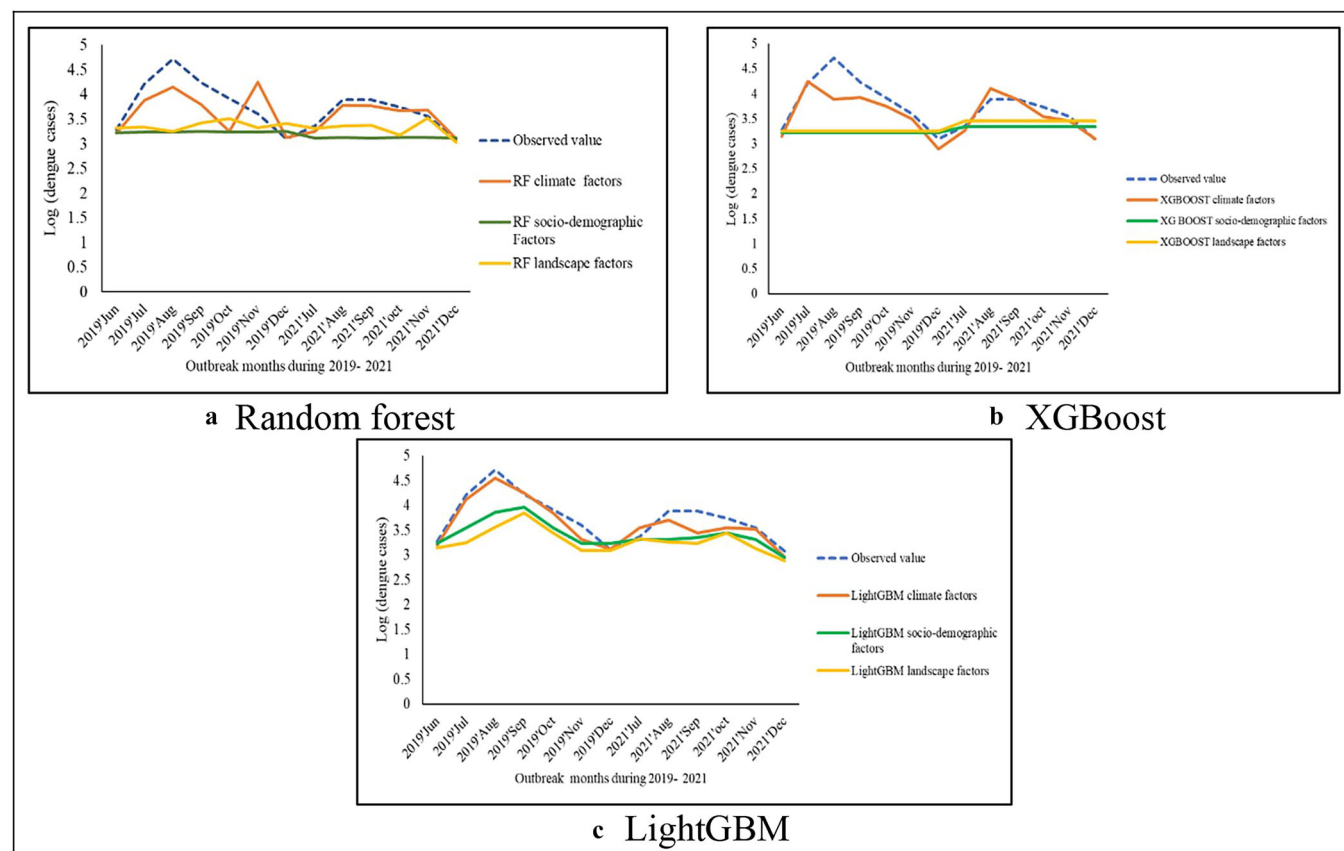 5
4.5
4
3.5
3
2.5
2
1.5
1
0.5
0
Log (dengue cases)
2019'Jun
2019'Jul
2019'Aug
2019'Sep
2019'Oct
2019'Nov
2019'Dec
2021'Jul
2021'Aug
2021'Sep
2021'oct
2021'Nov
2021'Dec
Outbreak months during 2019- 2021
Observed value
RF climate factors
RF socio-demographic
Factors
RF landscape factors
a Random forest
5
4.5
4
3.5
3
2.5
2
1.5
1
0.5
0
Log (dengue cases)
2019'Jun
2019'Jul
2019'Aug
2019'Sep
2019'Oct
2019'Nov
2019'Dec
2021'Jul
2021'Aug
2021'Sep
2021'oct
2021'Nov
2021'Dec
Outbreak months during 2019- 2021
Observed value
XGBOOST climate factors
XG BOOST socio-demographic factors
XGBOOST landscape factors
b XGBoost
5
4.5
4
3.5
3
2.5
2
1.5
1
0.5
0
Log (dengue cases)
2019'Jun
2019'Jul
2019'Aug
2019'Sep
2019'Oct
2019'Nov
2019'Dec
2021'Jul
2021'Aug
2021'Sep
2021'oct
2021'Nov
2021'Dec
Outbreak months during 2019- 2021
Observed value
LightGBM climate factors
LightGBM socio-demographic
factors
LightGBM landscape factors
c LightGBM